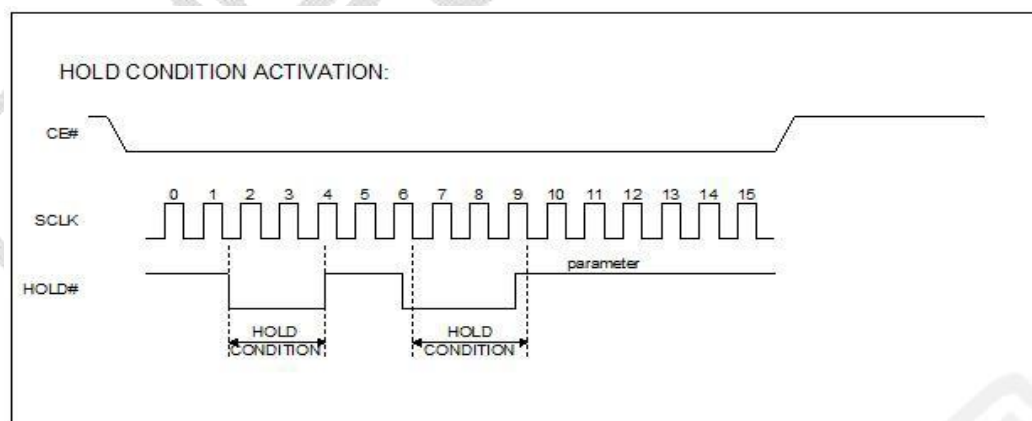 HOLD CONDITION ACTIVATION:
CE#
0 1 2 3 4 5 6 7 8 9 10 11 12 13 14 15
SCLK
parameter
HOLD#
HOLD HOLD
CONDITION CONDITION